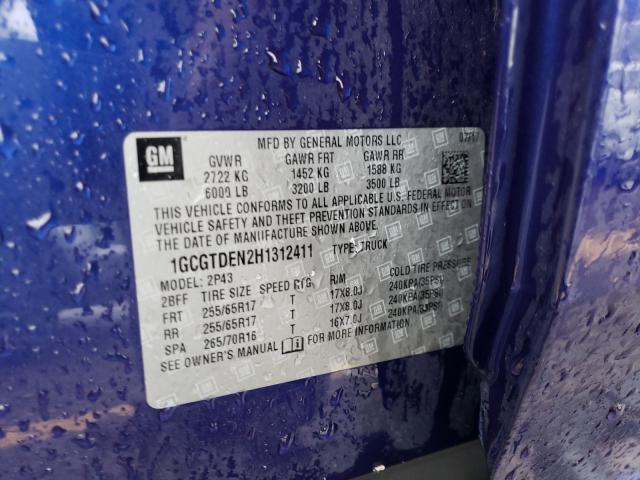 GM
MFD BY GENERAL MOTORS LLC
07/17
GVWR GAWR FRT GAWR RR
2722 KG 1452 KG 1588 KG
6000 LB 3200 LB 3500 LB
THIS VEHICLE CONFORMS TO ALL APPLICABLE U.S. FEDERAL MOTOR
VEHICLE SAFETY AND THEFT PREVENTION STANDARDS IN EFFECT ON
THE DATE OF MANUFACTURE SHOWN ABOVE.
1GCGTDEN2H1312411 TYPE: TRUCK
MODEL: 2P43
2BFF TIRE SIZE SPEED RTG RIM COLD TIRE PRESSURE
FRT 255/65R17 T 17X8.0J 240KPA(35PSI)
RR 255/65R17 T 17X8.0J 240KPA(35PSI)
SPA 265/70R16 T 16X7.0J 240KPA(35PSI)
SEE OWNER'S MANUAL FOR MORE INFORMATION.